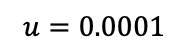 u = 0.0001